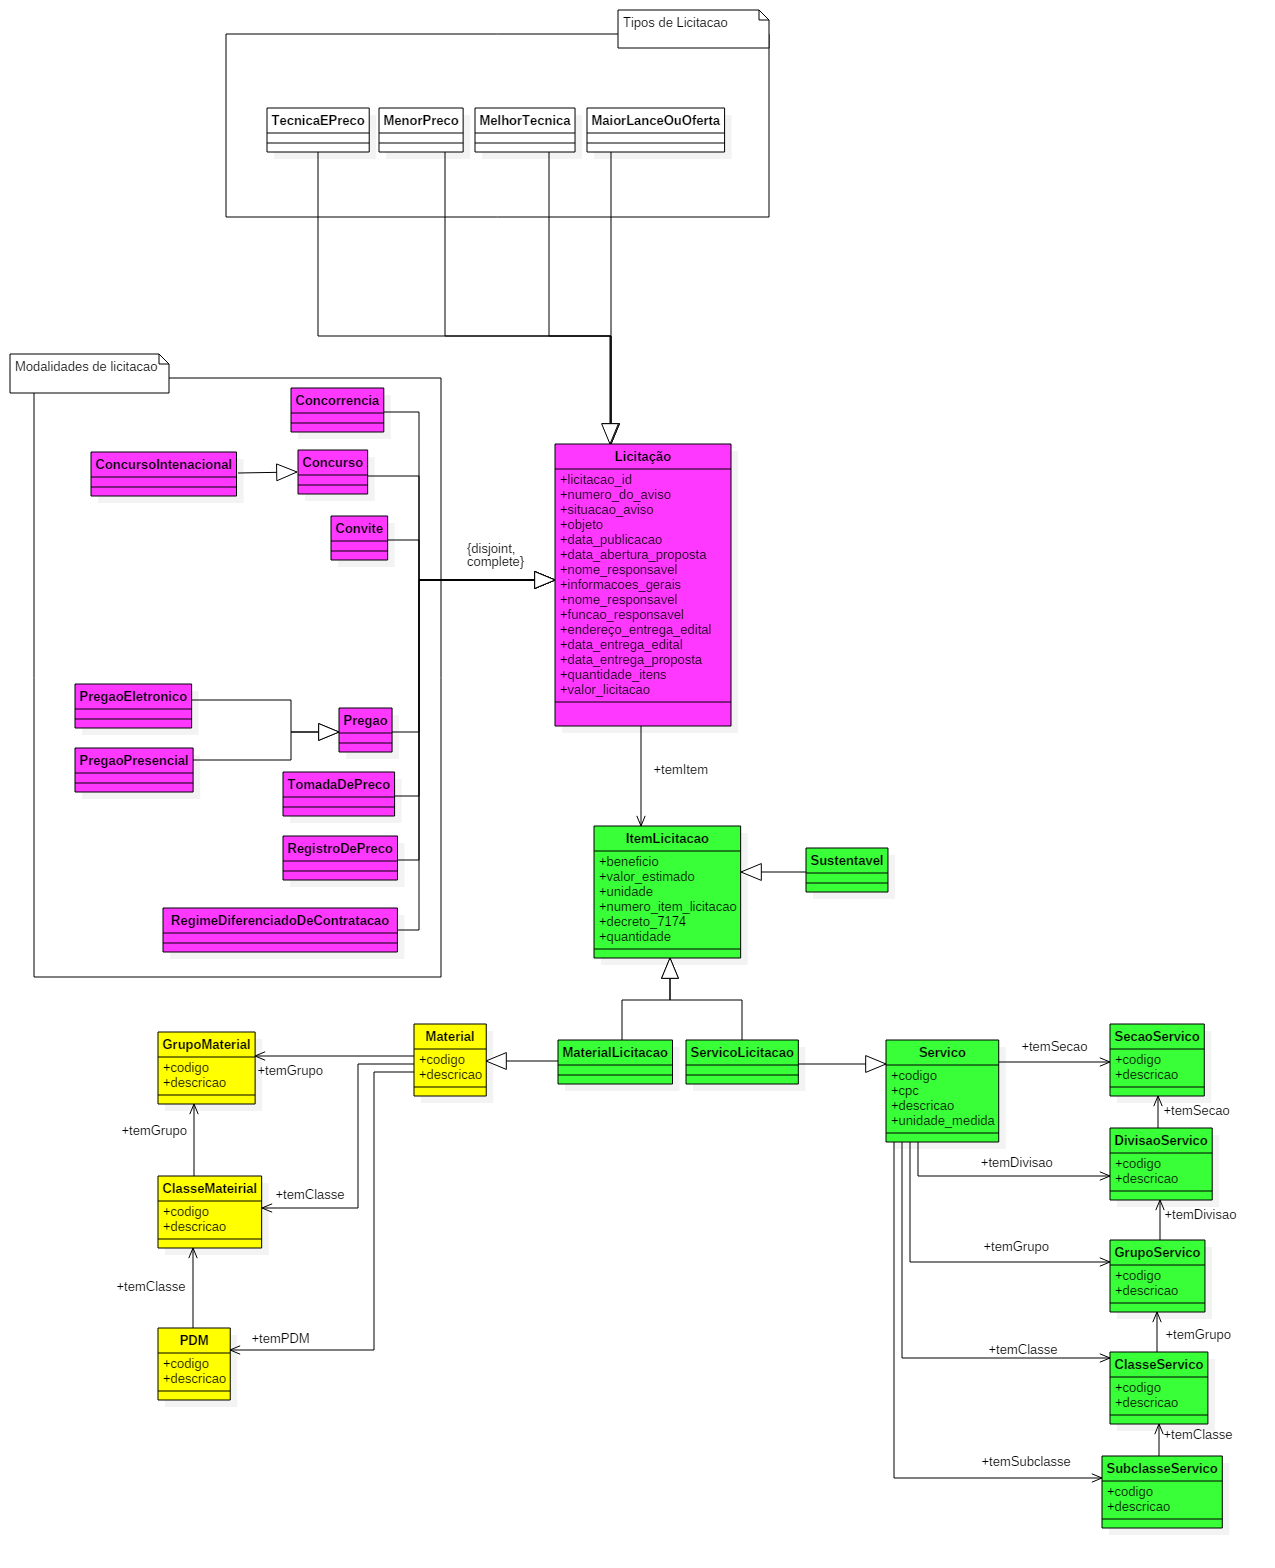 Tipos de Licitacao
TecnicaEPreco
MenorPreco
MelhorTecnica
MaiorLanceOuOferta
Modalidades de licitacao
Concorrencia
ConcursoIntenacional
Concurso
Convite
{disjoint,
complete}
PregaoEletronico
Pregao
PregaoPresencial
TomadaDePreco
RegistroDePreco
RegimeDiferenciadoDeContratacao
Licitação
+licitacao_id
+numero_do_aviso
+situacao_aviso
+objeto
+data_publicacao
+data_abertura_proposta
+nome_responsavel
+informacoes_gerais
+nome_responsavel
+funcao_responsavel
+endereço_entrega_edital
+data_entrega_edital
+data_entrega_proposta
+quantidade_itens
+valor_licitacao
+temItem
ItemLicitacao
+beneficio
+valor_estimado
+unidade
+numero_item_licitacao
+decreto_7174
+quantidade
Sustentavel
GrupoMaterial
+codigo
+descricao
+temGrupo
Material
+codigo
+descricao
MaterialLicitacao
ServicoLicitacao
Servico
+codigo
+cpc
+descricao
+unidade_medida
+temSecao
SecaoServico
+codigo
+descricao
+temSecao
+temGrupo
ClasseMateirial
+codigo
+descricao
+temClasse
+temDivisao
DivisaoServico
+codigo
+descricao
+temDivisao
+temGrupo
GrupoServico
+codigo
+descricao
+temGrupo
+temClasse
PDM
+codigo
+descricao
+temPDM
+temClasse
ClasseServico
+codigo
+descricao
+temClasse
+temSubclasse
SubclasseServico
+codigo
+descricao